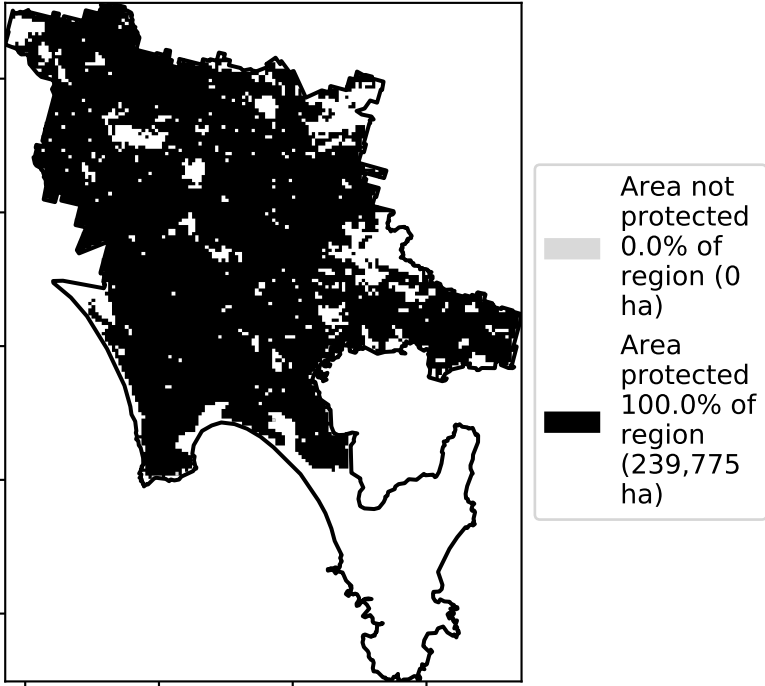 Area not
protected
0.0% of
region (0
ha)
Area
protected
100.0% of
region
(239,775
ha)